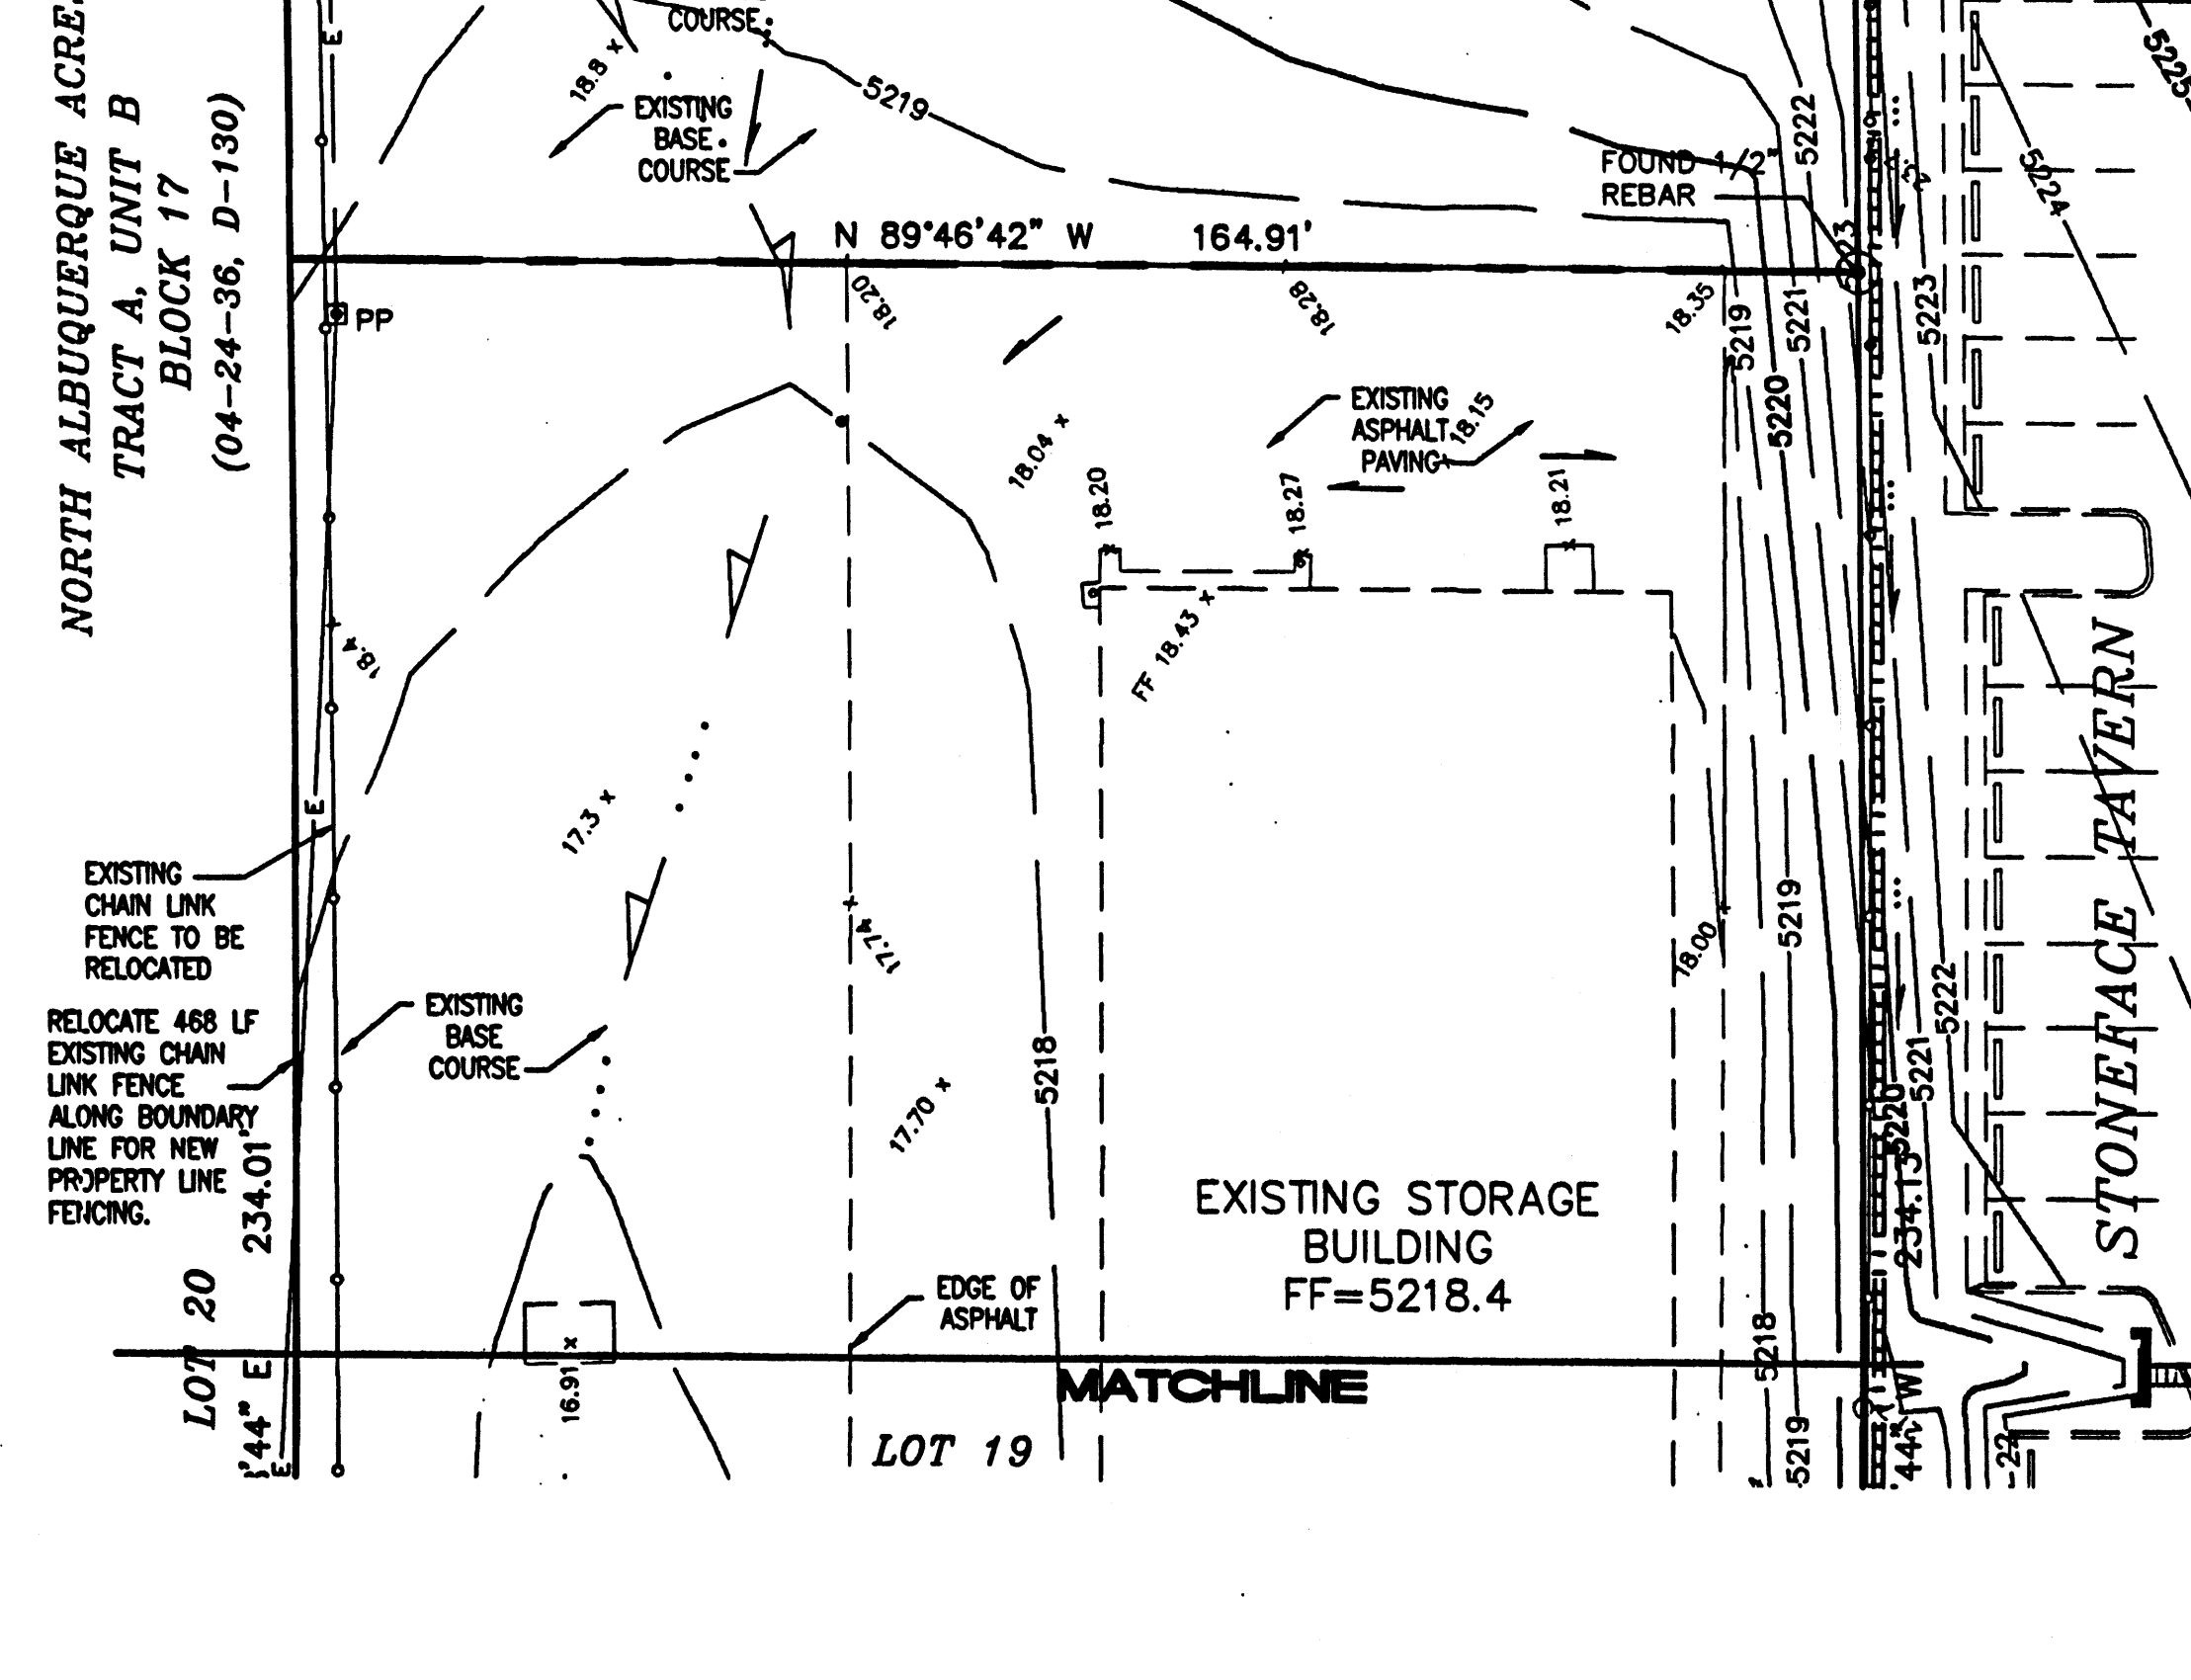 COURSE
18.8
EXISTING
BASE
COURSE
5219
5222
5224
NORTH ALBUQUERQUE ACRE
TRACT A, UNIT B
BLOCK 17
(04-24-36, D-130)
E
FOUND 1/2"
REBAR
N 89°46'42" W 164.91'
PP
18.20
18.28
18.35
5219
5220
5221
5223
18.04
EXISTING
ASPHALT
PAVING
18.15
18.20
18.27
18.21
FF 18.43
18.4
17.3
17.74
18.00
5219
5222
5221
5220
STONEFACE TAVERN
E
EXISTING
CHAIN LINK
FENCE TO BE
RELOCATED
RELOCATE 468 LF
EXISTING CHAIN
LINK FENCE
ALONG BOUNDARY
LINE FOR NEW
PROPERTY LINE
FENCING.
EXISTING
BASE
COURSE
5218
17.70
234.01'
234.13'
EXISTING STORAGE
BUILDING
FF=5218.4
EDGE OF
ASPHALT
LOT 20
16.91
MATCHLINE
LOT 19
5218
5219
'44" E
E
44" W